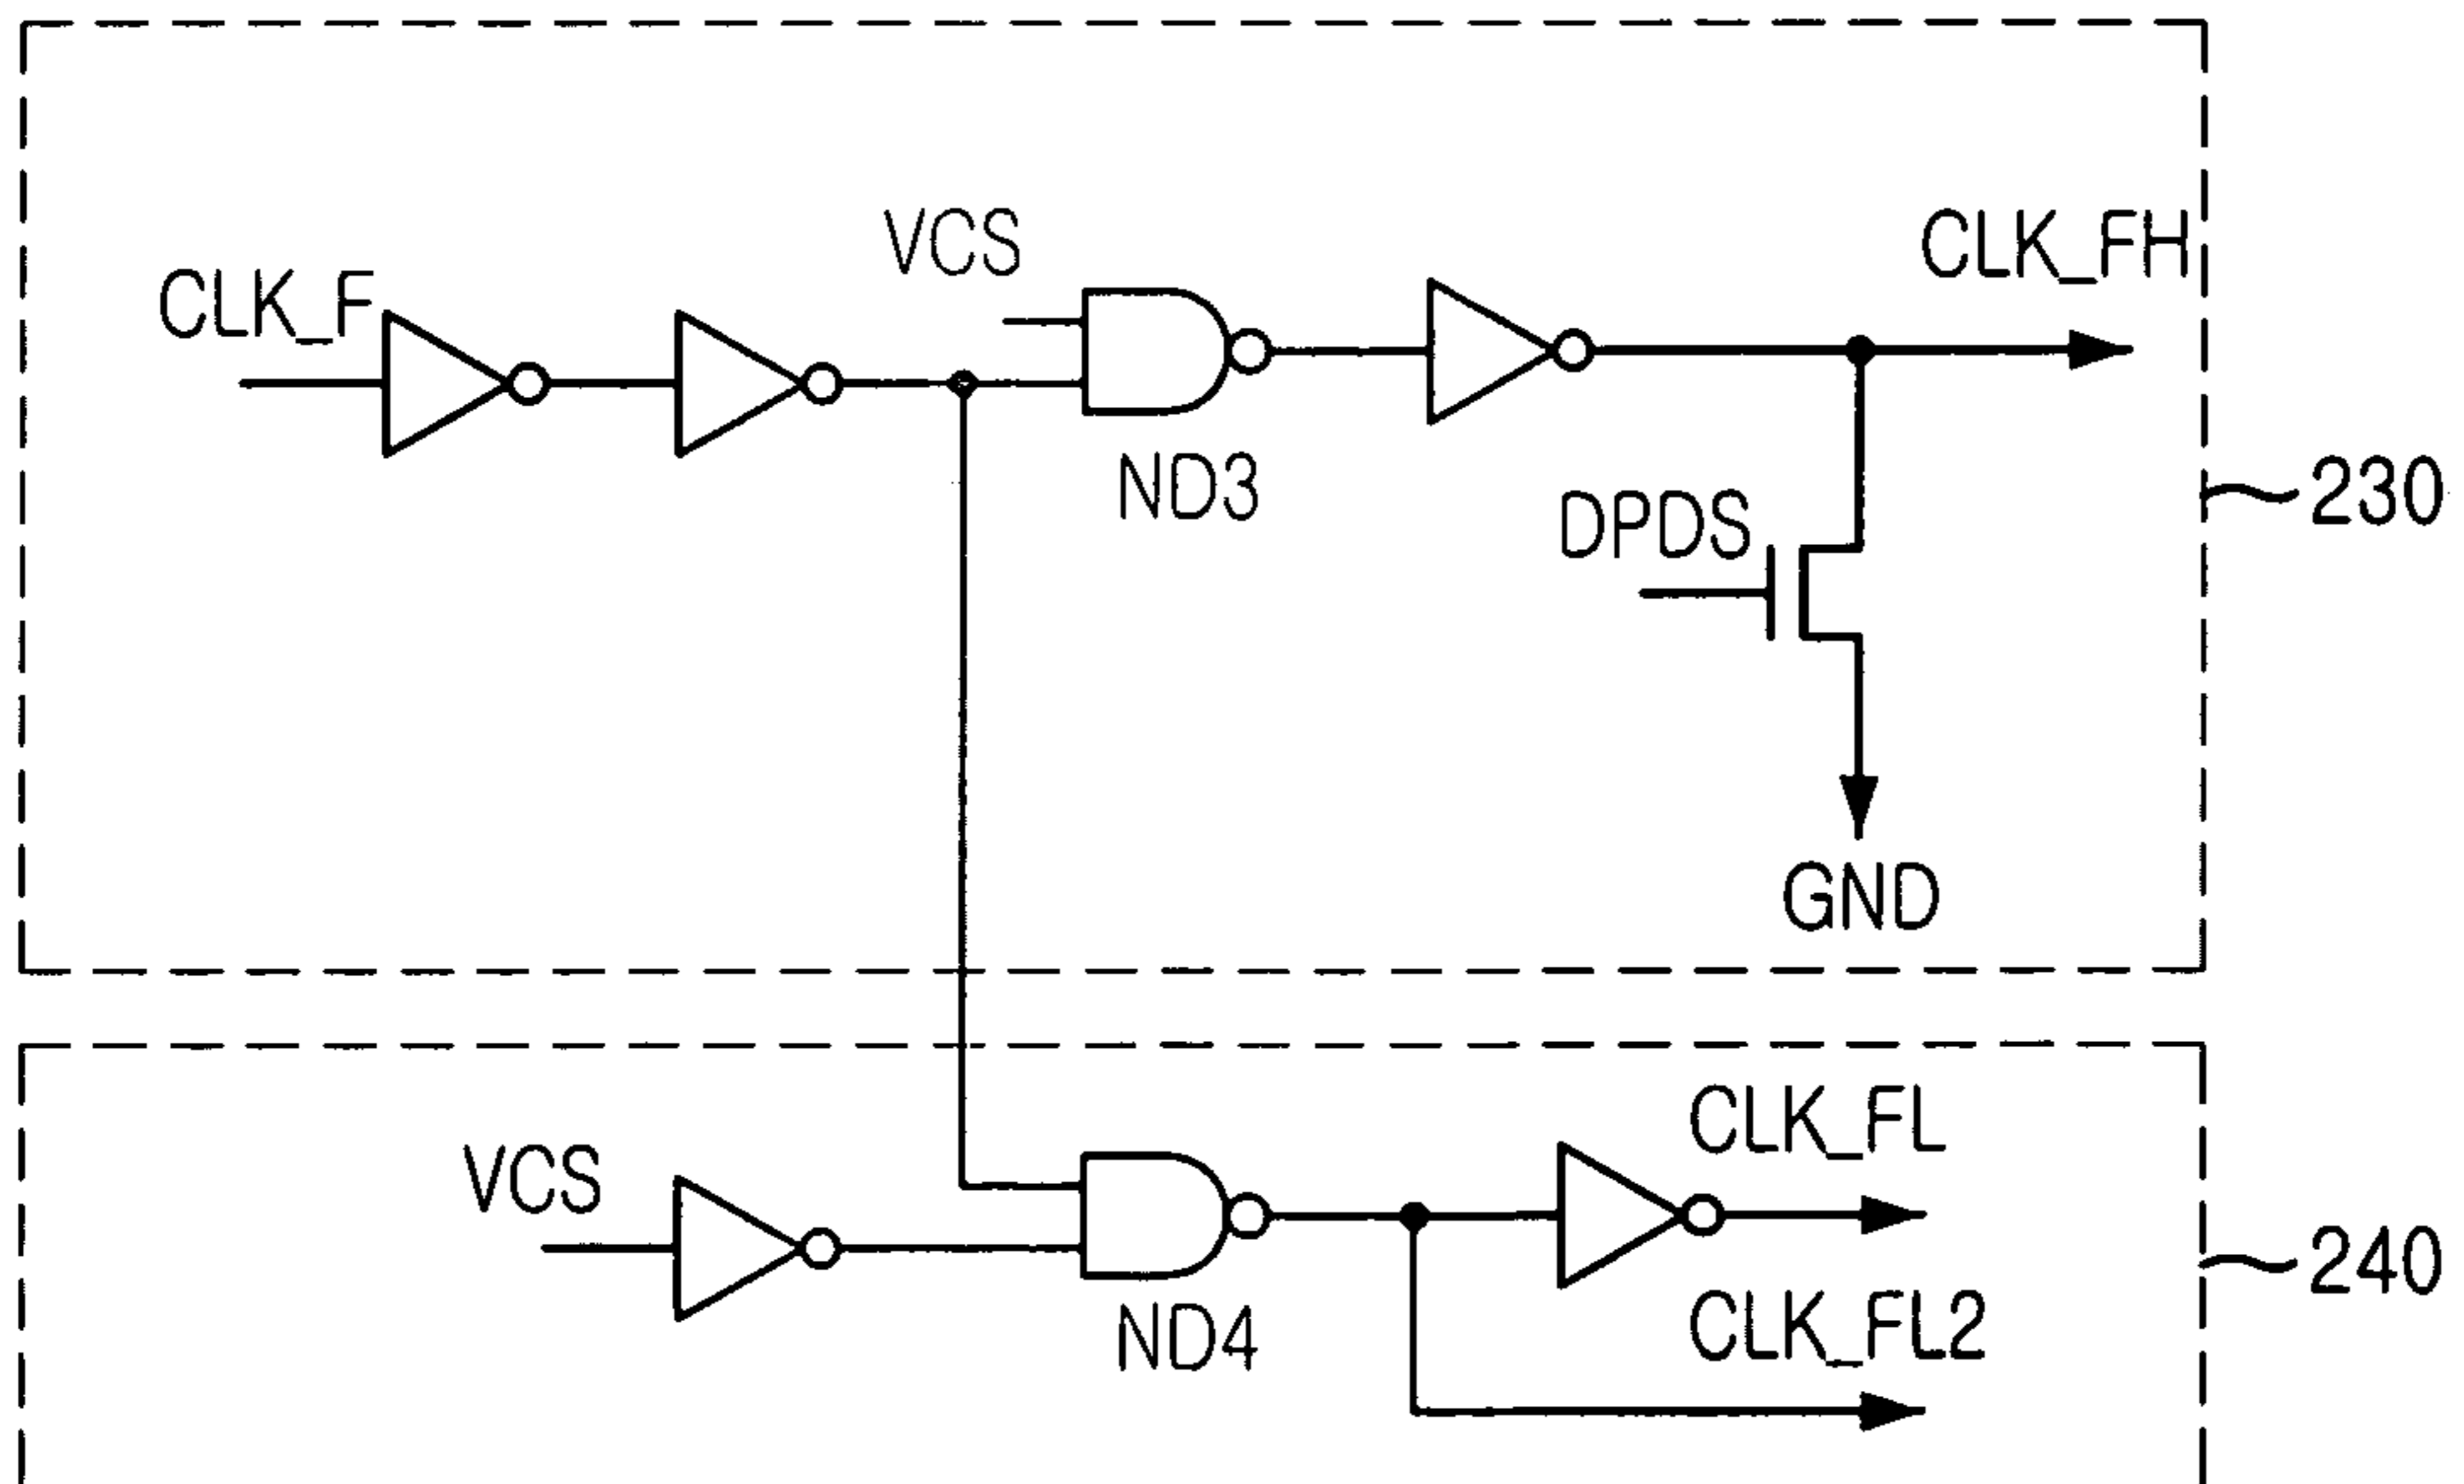 VCS
CLK_FH
CLK_F
ND3
DPDS
230
GND
CLK_FL
VCS
240
CLK_FL2
ND4